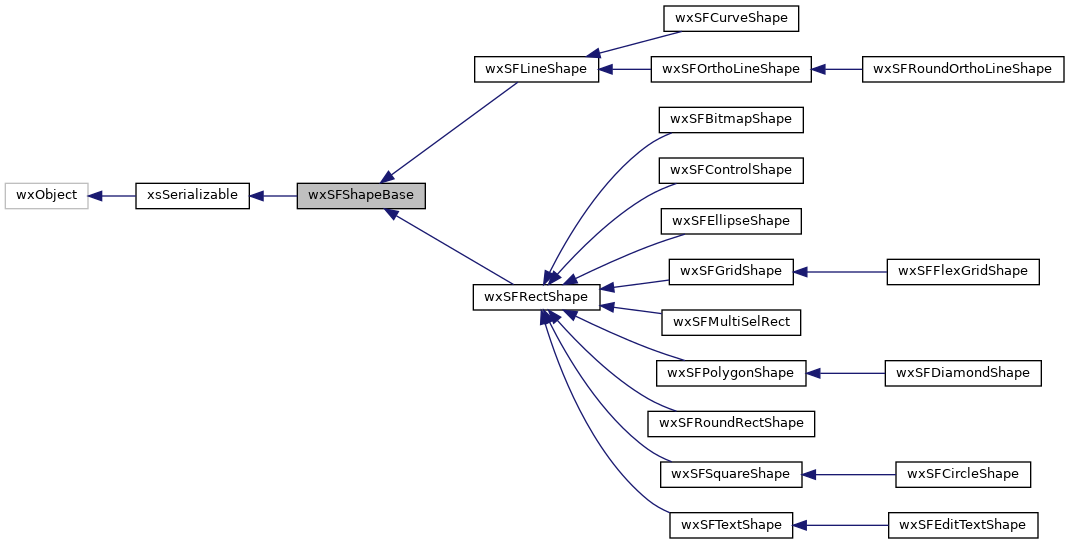 wxSFCurveShape
wxSFLineShape
wxSFOrthoLineShape
wxSFRoundOrthoLineShape
wxSFBitmapShape
wxSFControlShape
wxObject
xsSerializable
wxSFShapeBase
wxSFEllipseShape
wxSFGridShape
wxSFFlexGridShape
wxSFRectShape
wxSFMultiSelRect
wxSFPolygonShape
wxSFDiamondShape
wxSFRoundRectShape
wxSFSquareShape
wxSFCircleShape
wxSFTextShape
wxSFEditTextShape